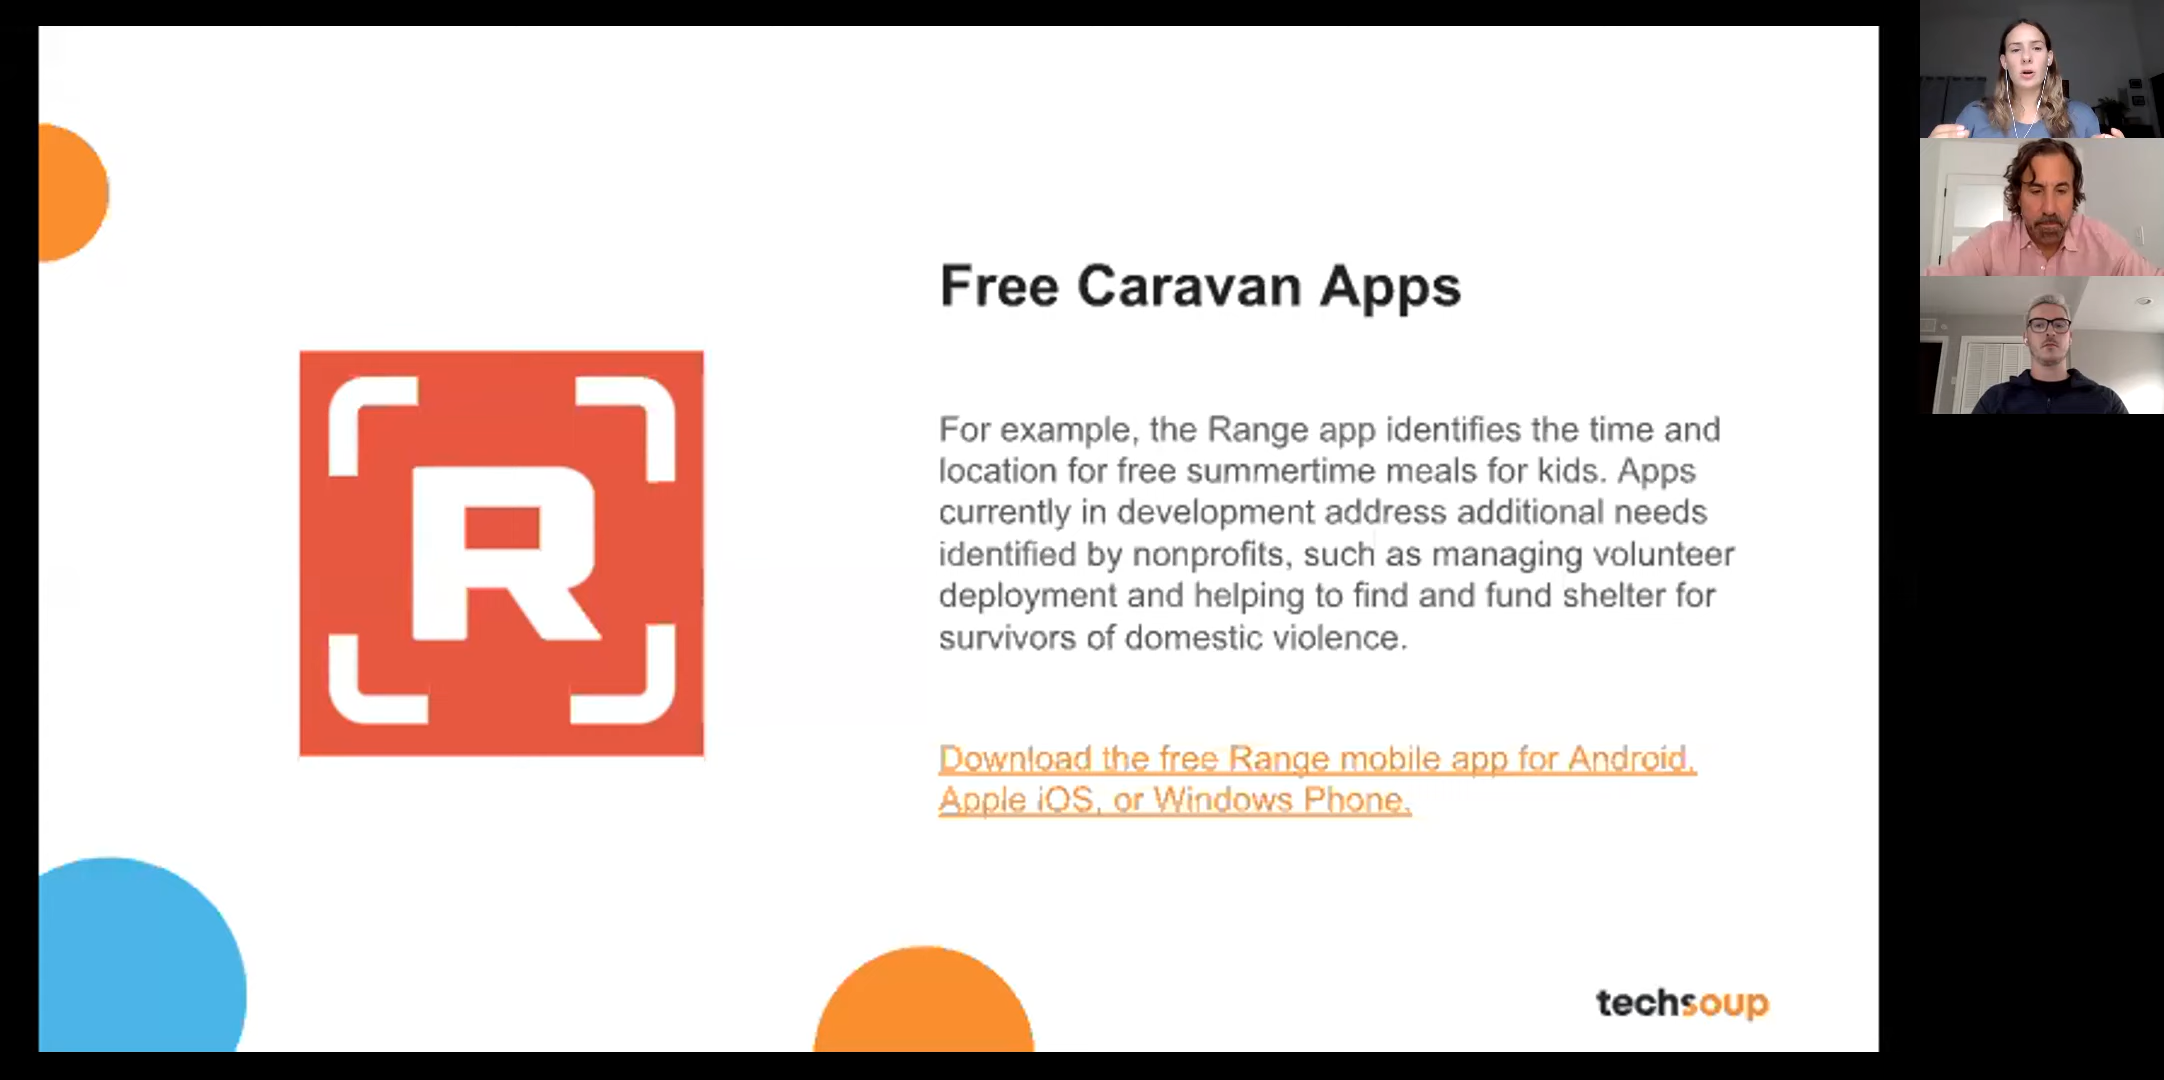 Free Caravan Apps
R
For example, the Range app identifies the time and
location for free summertime meals for kids. Apps
currently in development address additional needs
identified by nonprofits, such as managing volunteer
deployment and helping to find and fund shelter for
survivors of domestic violence.
Download the free Range mobile app for Android,
Apple iOS, or Windows Phone.
techsoup